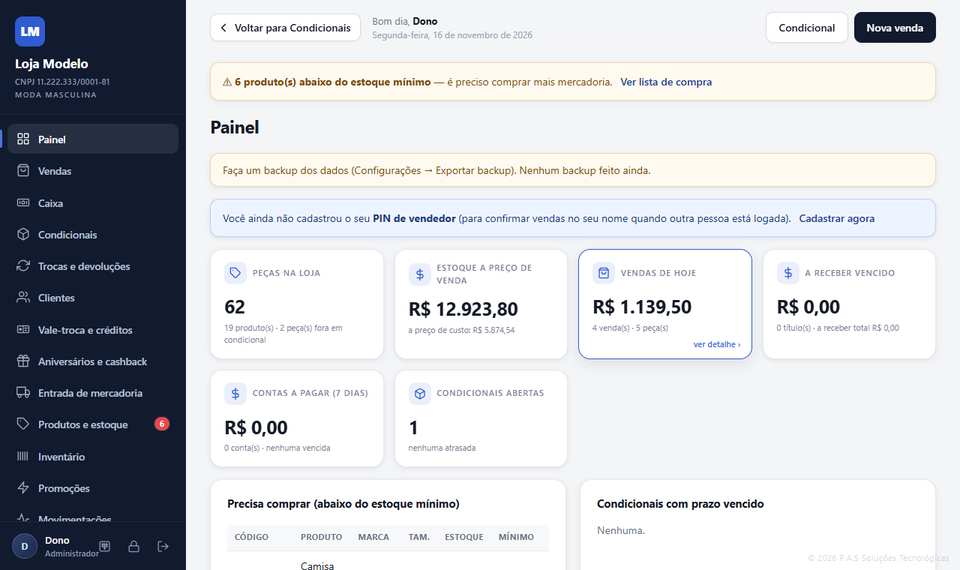 LM
Loja Modelo
CNPJ 11.222.333/0001-81
MODA MASCULINA
Painel
Vendas
Caixa
Condicionais
Trocas e devoluções
Clientes
Vale-troca e créditos
Aniversários e cashback
Entrada de mercadoria
Produtos e estoque 6
Inventário
Promoções
Movimentações
D
Dono
Administrador
Voltar para Condicionais
Bom dia, Dono
Segunda-feira, 16 de novembro de 2026
Condicional
Nova venda
⚠ 6 produto(s) abaixo do estoque mínimo — é preciso comprar mais mercadoria. Ver lista de compra
Painel
Faça um backup dos dados (Configurações → Exportar backup). Nenhum backup feito ainda.
Você ainda não cadastrou o seu PIN de vendedor (para confirmar vendas no seu nome quando outra pessoa está logada). Cadastrar agora
PEÇAS NA LOJA
62
19 produto(s) · 2 peça(s) fora em
condicional
ESTOQUE A PREÇO DE
VENDA
R$ 12.923,80
a preço de custo: R$ 5.874,54
VENDAS DE HOJE
R$ 1.139,50
4 venda(s) · 5 peça(s)
ver detalhe ›
A RECEBER VENCIDO
R$ 0,00
0 título(s) · a receber total R$ 0,00
CONTAS A PAGAR (7 DIAS)
R$ 0,00
0 conta(s) · nenhuma vencida
CONDICIONAIS ABERTAS
1
nenhuma atrasada
Precisa comprar (abaixo do estoque mínimo)
CÓDIGO PRODUTO MARCA TAM. ESTOQUE MÍNIMO
Camisa
Condicionais com prazo vencido
Nenhuma.
© 2026 F.A.S Soluções Tecnológicas